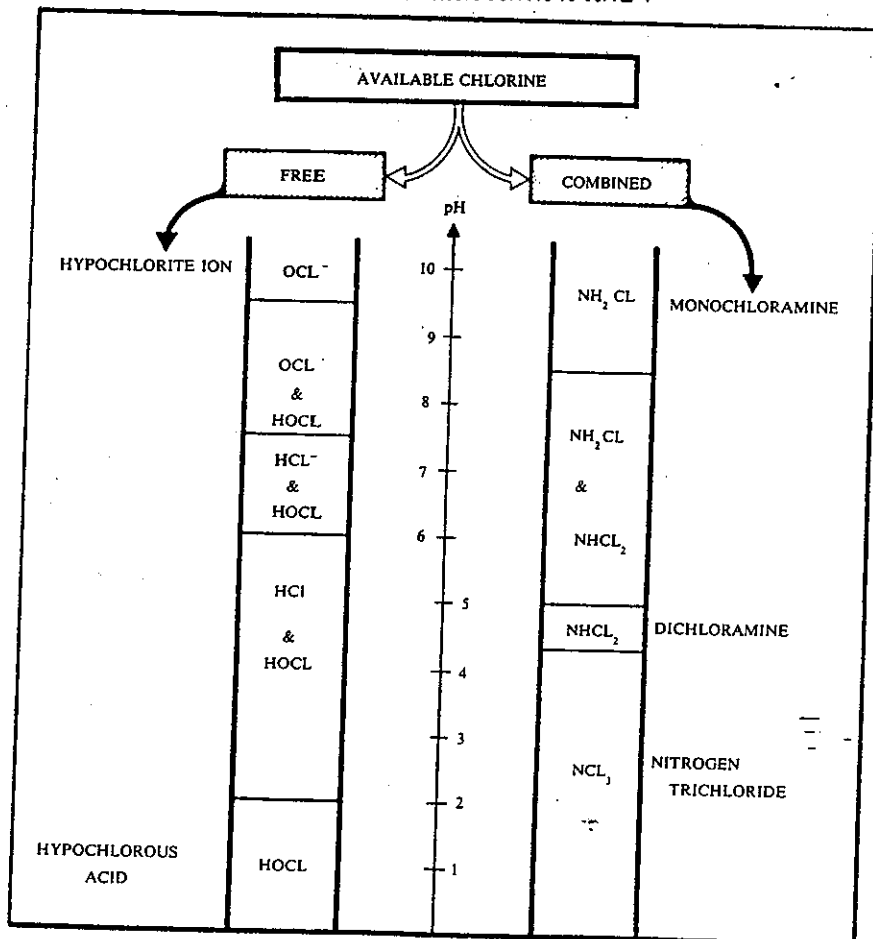 AVAILABLE CHLORINE
FREE
COMBINED
pH
HYPOCHLORITE ION
OCL⁻
10
NH₂ CL
MONOCHLORAMINE
9
OCL
&
HOCL
8
HCL⁻
&
HOCL
7
NH₂CL
&
NHCL₂
6
HCl
&
HOCL
5
NHCL₂
DICHLORAMINE
4
3
NCL₃
NITROGEN
TRICHLORIDE
2
HYPOCHLOROUS
ACID
HOCL
1